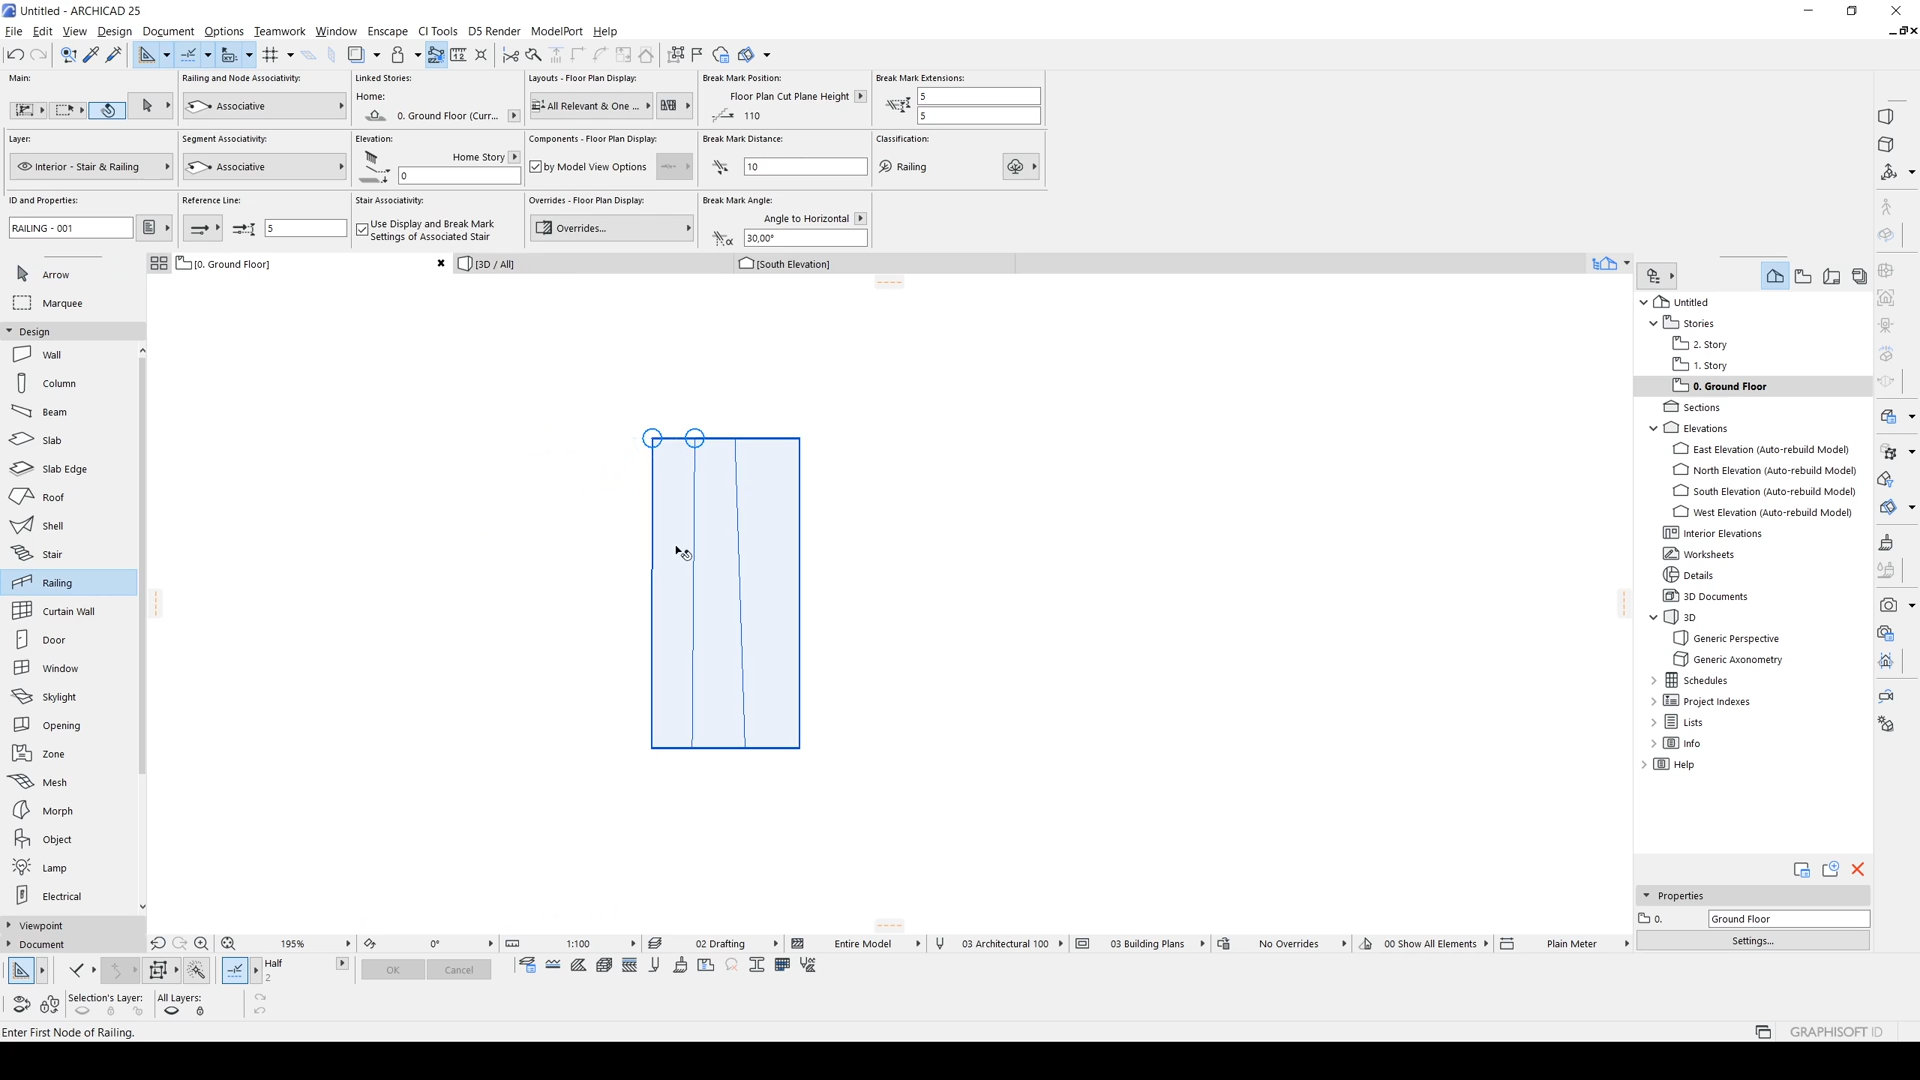 Untitled - ARCHICAD 25
File Edit View Design Document Options Teamwork Window Enscape CI Tools D5 Render ModelPort Help
Main: Railing and Node Associativity: Linked Stories: Layouts - Floor Plan Display: Break Mark Position: Break Mark Extensions:
Associative Home: All Relevant & One ... Floor Plan Cut Plane Height 5
0. Ground Floor (Curr... 110 5
Layer: Segment Associativity: Elevation: Components - Floor Plan Display: Break Mark Distance: Classification:
Interior - Stair & Railing Associative Home Story by Model View Options 10 Railing
0
ID and Properties: Reference Line: Stair Associativity: Overrides - Floor Plan Display: Break Mark Angle:
RAILING - 001 5 Use Display and Break Mark Settings of Associated Stair Overrides... Angle to Horizontal
30,00°
[0. Ground Floor] [3D / All] [South Elevation]
Arrow
Marquee
Design
Wall
Column
Beam
Slab
Slab Edge
Roof
Shell
Stair
Railing
Curtain Wall
Door
Window
Skylight
Opening
Zone
Mesh
Morph
Object
Lamp
Electrical
Viewpoint
Document
Untitled
Stories
2. Story
1. Story
0. Ground Floor
Sections
Elevations
East Elevation (Auto-rebuild Model)
North Elevation (Auto-rebuild Model)
South Elevation (Auto-rebuild Model)
West Elevation (Auto-rebuild Model)
Interior Elevations
Worksheets
Details
3D Documents
3D
Generic Perspective
Generic Axonometry
Schedules
Project Indexes
Lists
Info
Help
Properties
0. Ground Floor
Settings...
195% 0° 1:100 02 Drafting Entire Model 03 Architectural 100 03 Building Plans No Overrides 00 Show All Elements Plain Meter
Half
2
OK Cancel
Selection's Layer: All Layers:
Enter First Node of Railing.
GRAPHISOFT ID